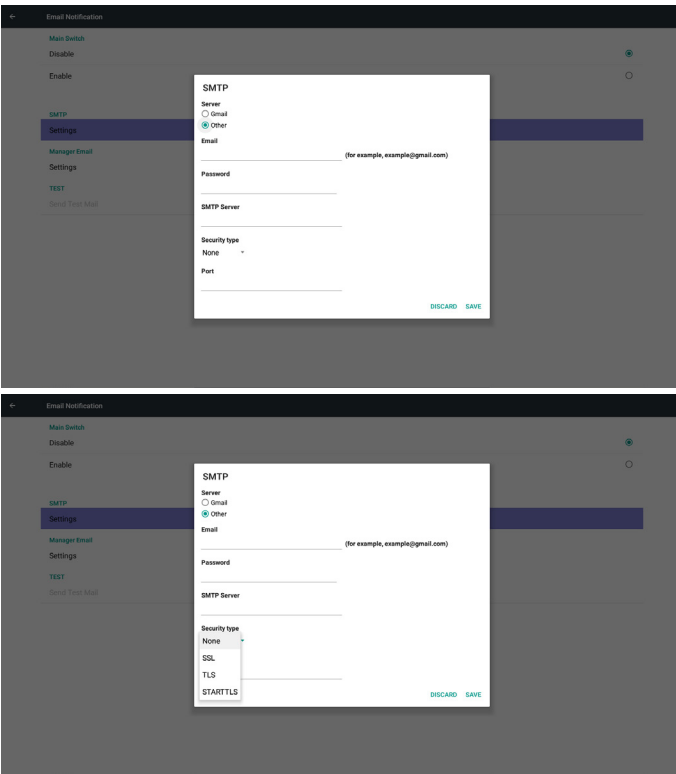 Email Notification
Main Switch
Disable
Enable
SMTP
Settings
Manager Email
Settings
TEST
Send Test Mail
SMTP
Server
Gmail
Other
Email
(for example, example@gmail.com)
Password
SMTP Server
Security type
None
Port
DISCARD SAVE
Email Notification
Main Switch
Disable
Enable
SMTP
Settings
Manager Email
Settings
TEST
Send Test Mail
SMTP
Server
Gmail
Other
Email
(for example, example@gmail.com)
Password
SMTP Server
Security type
None
SSL
TLS
STARTTLS
DISCARD SAVE